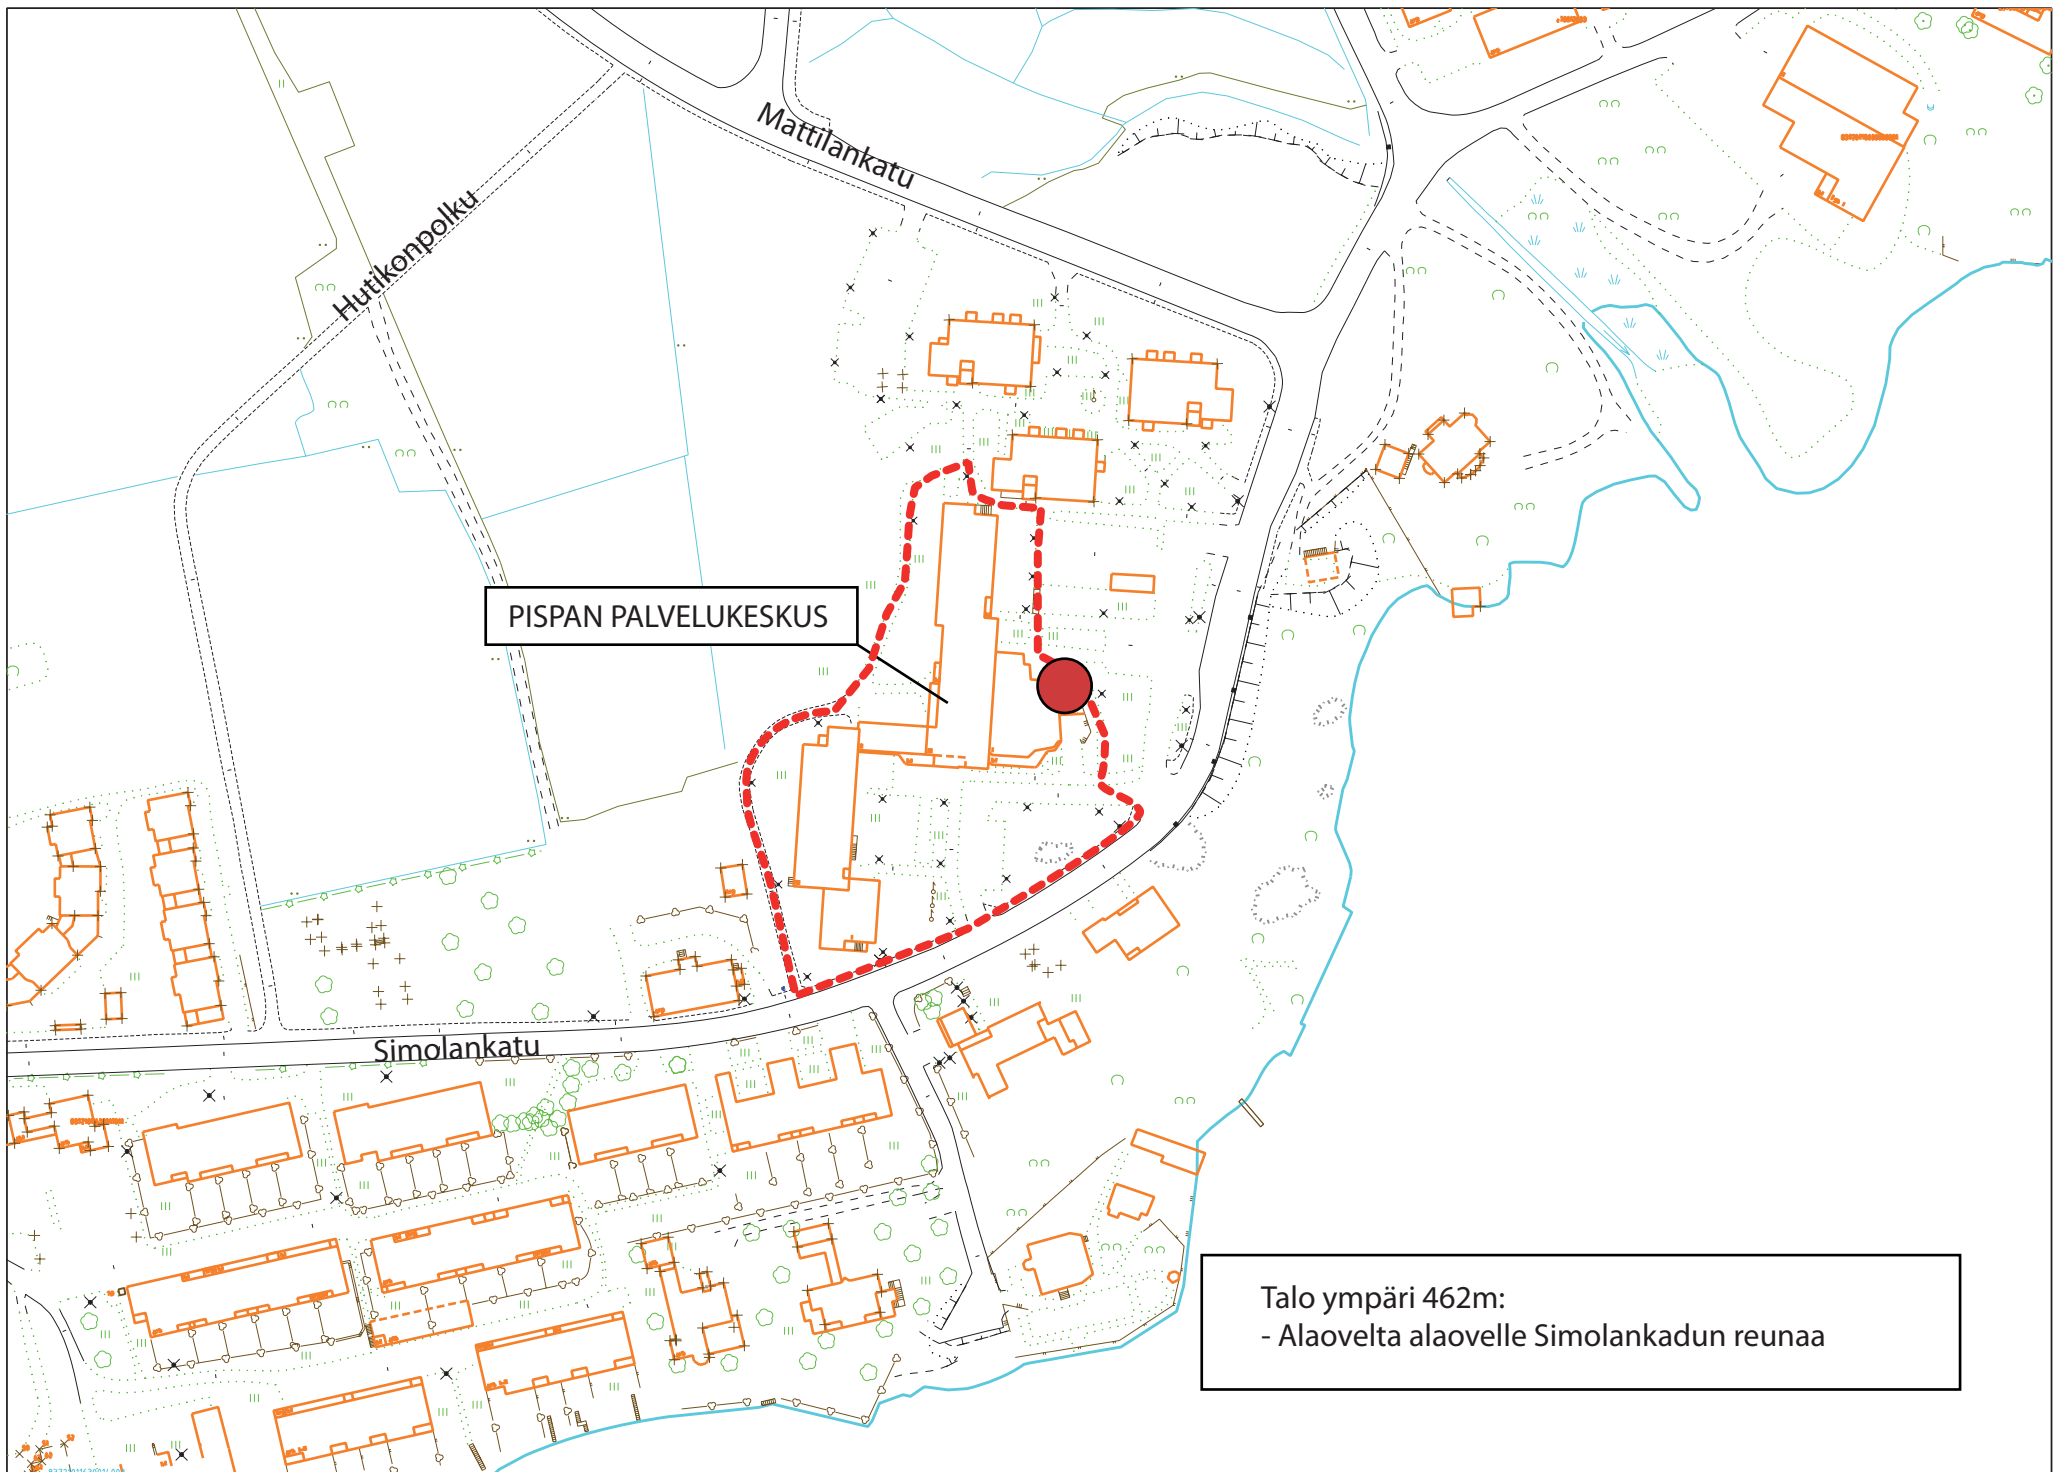 Mattilankatu
Hutikonpolku
PISPAN PALVELUKESKUS
Simolankatu
Talo ympäri 462m:
- Alaovelta alaovelle Simolankadun reunaa